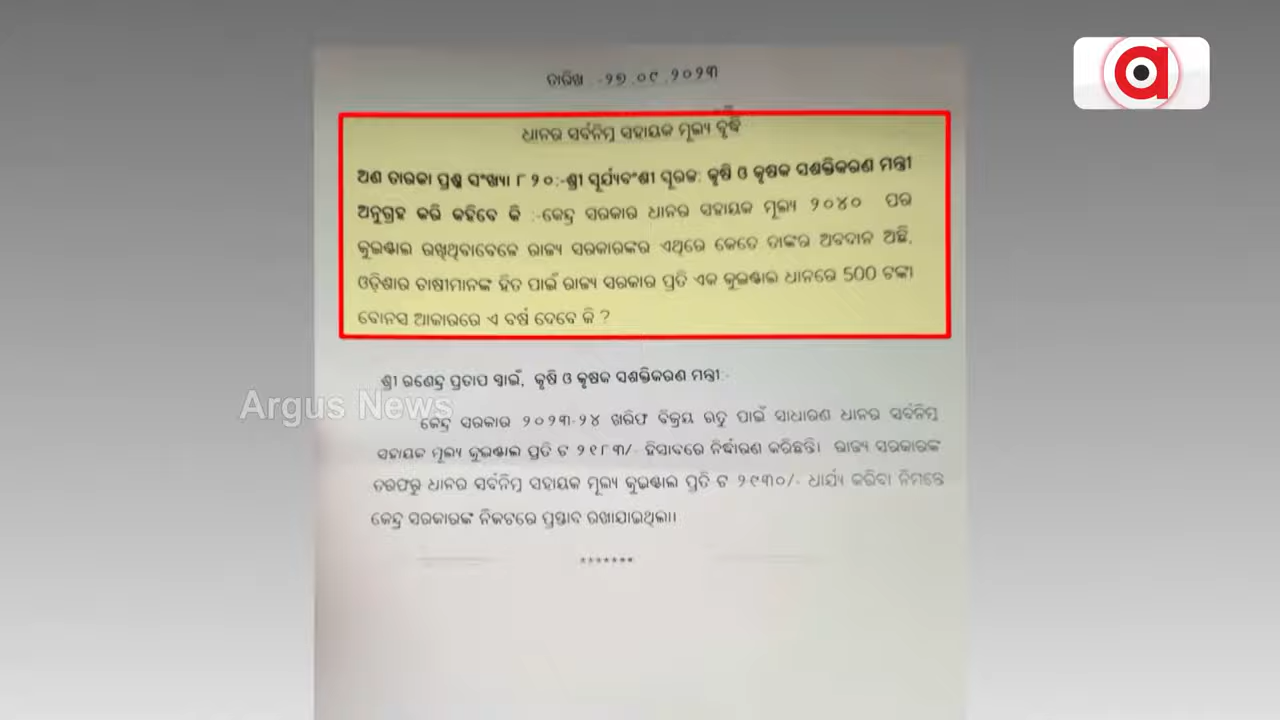 ତାରିଖ -୨୭.୦୯.୨୦୨୩
ଧାନର ସର୍ବନିମ୍ନ ସହାୟକ ମୂଲ୍ୟ ବୃଦ୍ଧି
ଅଣ ତାରକା ପ୍ରଶ୍ନ ସଂଖ୍ୟା ୮୨୦:-ଶ୍ରୀ ସୂର୍ଯ୍ୟବଂଶୀ ସୂରଜ: କୃଷି ଓ କୃଷକ ସଶକ୍ତିକରଣ ମନ୍ତ୍ରୀ
ଅନୁଗ୍ରହ କରି କହିବେ କି :-କେନ୍ଦ୍ର ସରକାର ଧାନର ସହାୟକ ମୂଲ୍ୟ ୨୦୪୦ ପର
କୁଇଣ୍ଟାଲ ରଖିଥିବାବେଳେ ରାଜ୍ୟ ସରକାରଙ୍କର ଏଥିରେ କେତେ ତାଙ୍କର ଅବଦାନ ଅଛି,
ଓଡ଼ିଶାର ଚାଷୀମାନଙ୍କ ହିତ ପାଇଁ ରାଜ୍ୟ ସରକାର ପ୍ରତି ଏକ କୁଇଣ୍ଟାଲ ଧାନରେ 500 ଟଙ୍କା
ବୋନସ ଆକାରରେ ଏ ବର୍ଷ ଦେବେ କି ?
ଶ୍ରୀ ରଣେନ୍ଦ୍ର ପ୍ରତାପ ସ୍ୱାଇଁ, କୃଷି ଓ କୃଷକ ସଶକ୍ତିକରଣ ମନ୍ତ୍ରୀ:-
କେନ୍ଦ୍ର ସରକାର ୨୦୨୩-୨୪ ଖରିଫ ବିକ୍ରୟ ଋତୁ ପାଇଁ ସାଧାରଣ ଧାନର ସର୍ବନିମ୍ନ
ସହାୟକ ମୂଲ୍ୟ କୁଇଣ୍ଟାଲ ପ୍ରତି ଟ ୨୧୮୩/- ହିସାବରେ ନିର୍ଦ୍ଧାରଣ କରିଛନ୍ତି। ରାଜ୍ୟ ସରକାରଙ୍କ
ତରଫରୁ ଧାନର ସର୍ବନିମ୍ନ ସହାୟକ ମୂଲ୍ୟ କୁଇଣ୍ଟାଲ ପ୍ରତି ଟ ୨୯୩୦/- ଧାର୍ଯ୍ୟ କରିବା ନିମନ୍ତେ
କେନ୍ଦ୍ର ସରକାରଙ୍କ ନିକଟରେ ପ୍ରସ୍ତାବ ରଖାଯାଇଥିଲା।
*******
Argus News
a